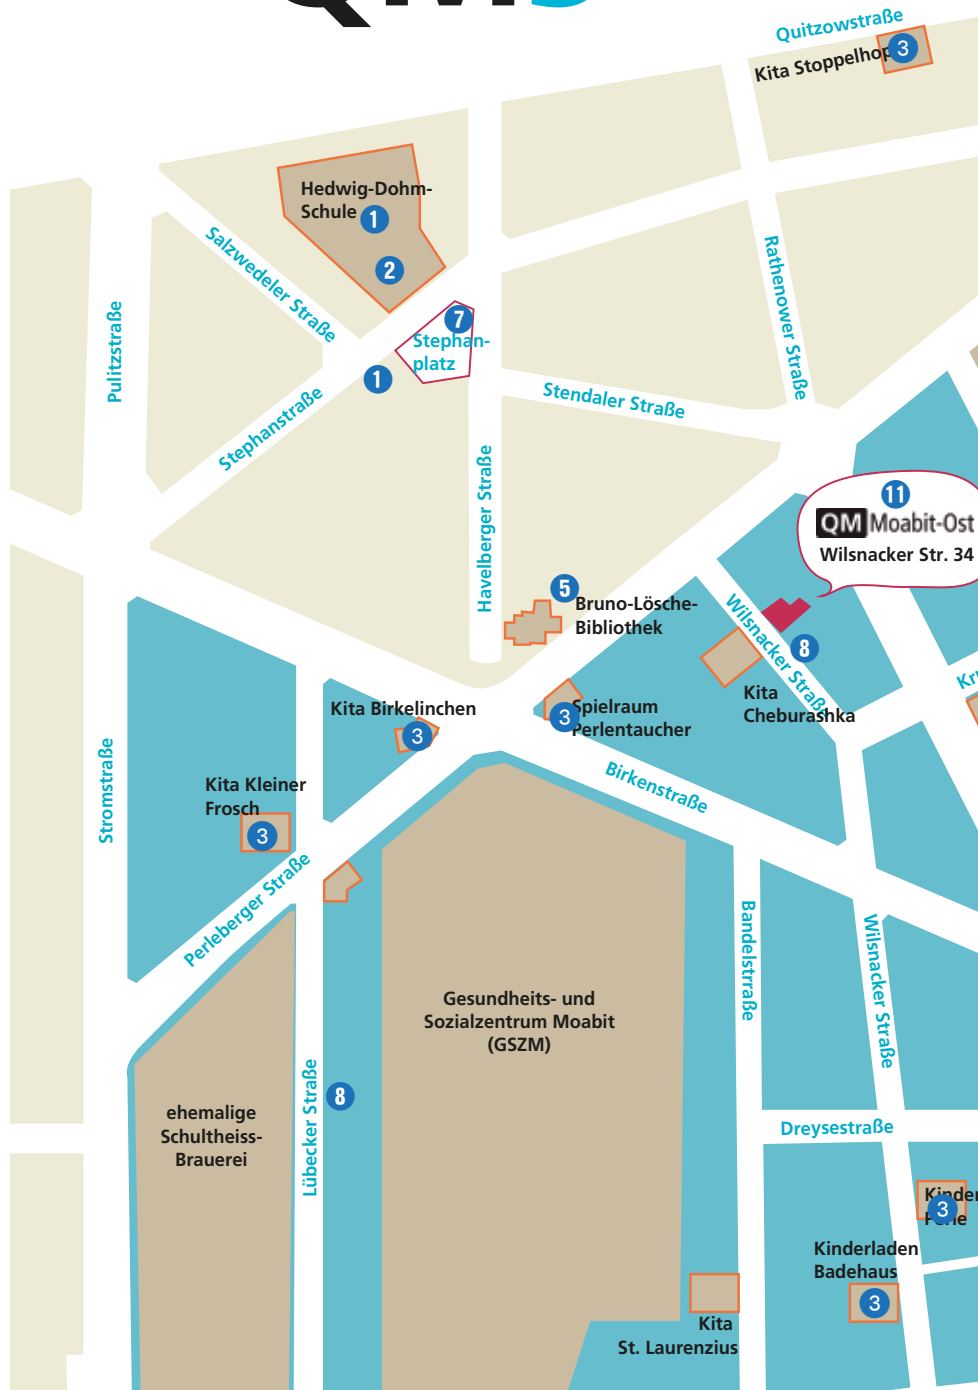 Quitzowstraße
3
Kita Stoppelhop
Hedwig-Dohm-
Schule 1
2
Salzwedeler Straße
Rathenower Straße
Pulitzstraße
7
Stephan-
platz
1
Stephanstraße
Stendaler Straße
Havelberger Straße
11
QM Moabit-Ost
Wilsnacker Str. 34
5
Bruno-Lösche-
Bibliothek
Wilsnacker Straße
8
Kita
Cheburashka
Kita Birkelinchen
3
Spielraum
3
Perlentaucher
Birkenstraße
Stromstraße
Kita Kleiner
Frosch
3
Perleberger Straße
Bandelstrraße
Wilsnacker Straße
Gesundheits- und
Sozialzentrum Moabit
(GSZM)
Lübecker Straße
8
ehemalige
Schultheiss-
Brauerei
Dreysestraße
3
Kinderladen
Badehaus
3
Kita
St. Laurenzius